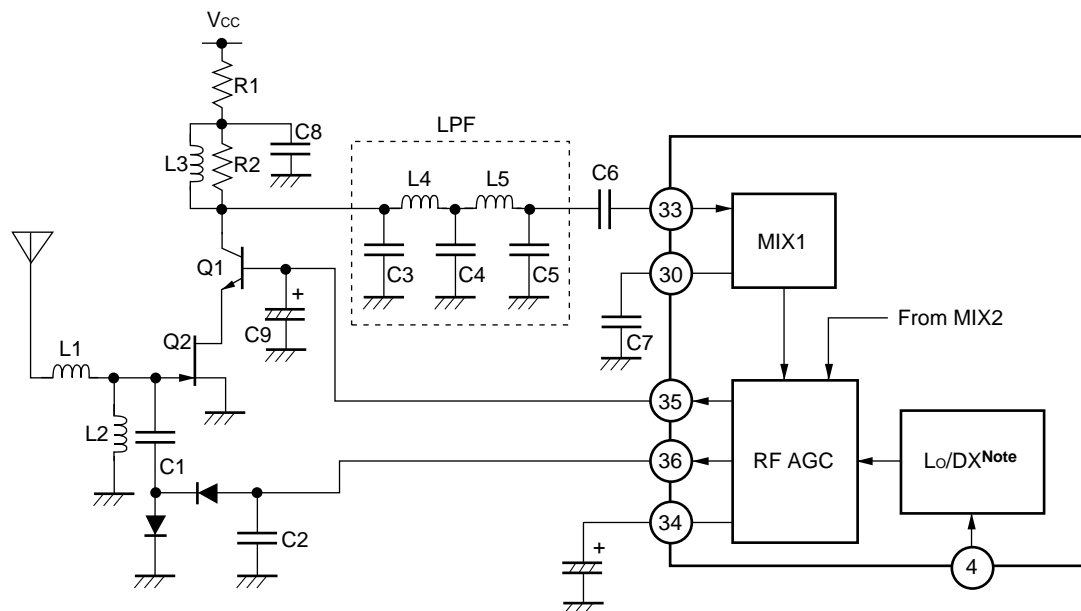 VCC
R1
C8
LPF
L3
R2
L4
L5
C6
33
MIX1
Q1
C3
C4
C5
30
+
From MIX2
C9
C7
L1
Q2
35
L2
C1
36
RF AGC
LO/DXNote
C2
34
+
4